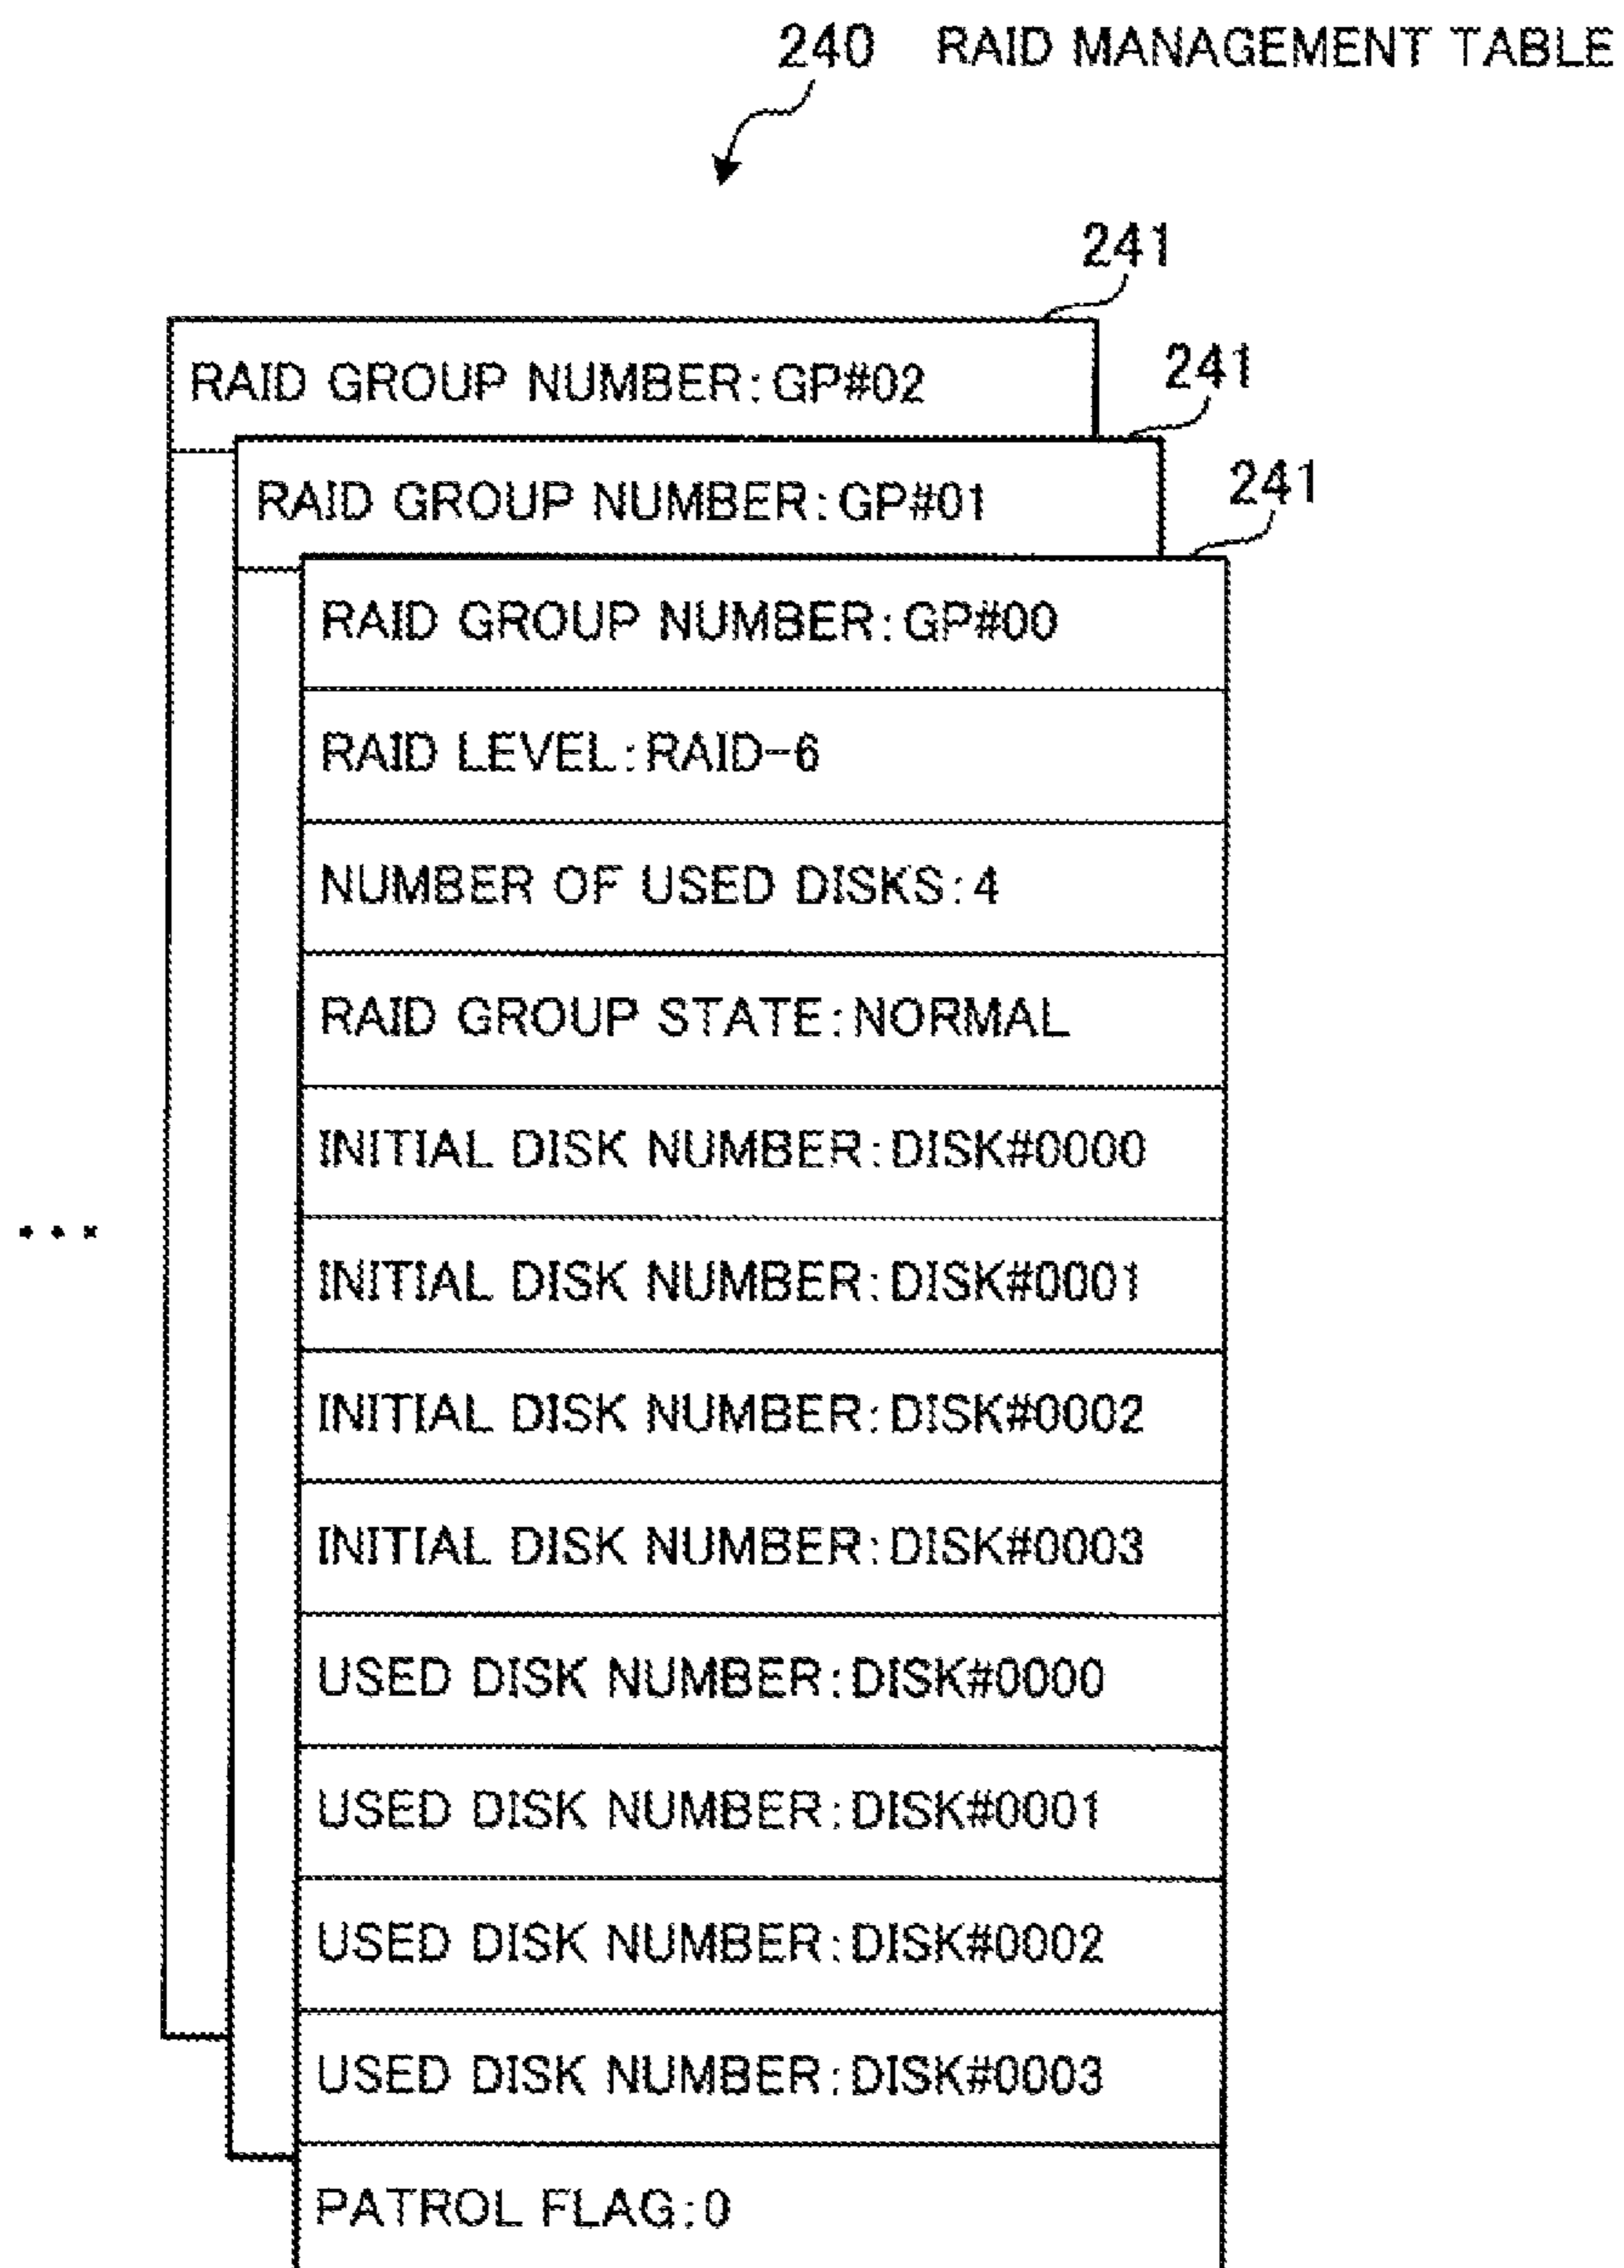 240 RAID MANAGEMENT TABLE
241
RAID GROUP NUMBER:GP#02
241
RAID GROUP NUMBER:GP#01
241
RAID GROUP NUMBER:GP#00
RAID LEVEL:RAID-6
NUMBER OF USED DISKS:4
RAID GROUP STATE:NORMAL
INITIAL DISK NUMBER:DISK#0000
...
INITIAL DISK NUMBER:DISK#0001
INITIAL DISK NUMBER:DISK#0002
INITIAL DISK NUMBER:DISK#0003
USED DISK NUMBER:DISK#0000
USED DISK NUMBER:DISK#0001
USED DISK NUMBER:DISK#0002
USED DISK NUMBER:DISK#0003
PATROL FLAG:0